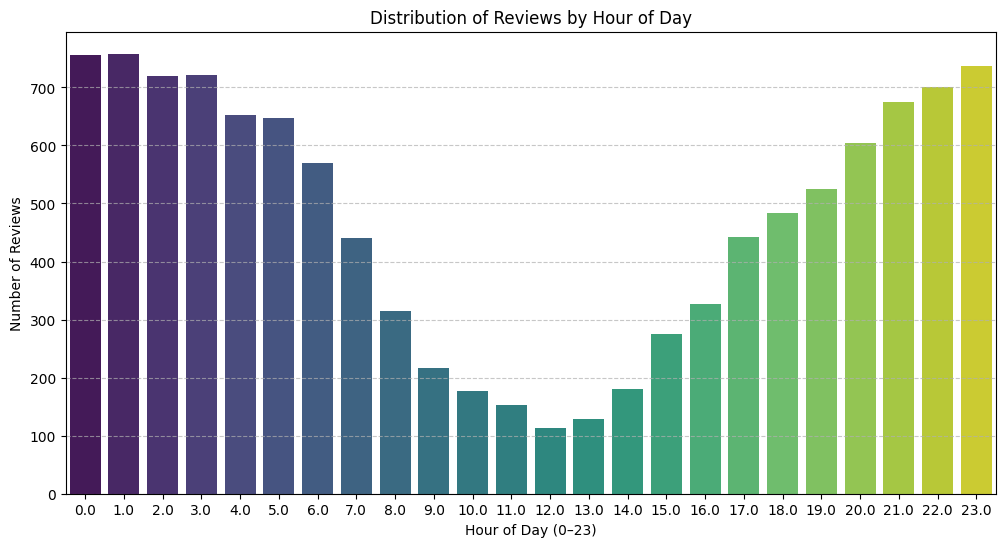 Distribution of Reviews by Hour of Day
Number of Reviews
700
600
500
400
300
200
100
0
0.0 1.0 2.0 3.0 4.0 5.0 6.0 7.0 8.0 9.0 10.0 11.0 12.0 13.0 14.0 15.0 16.0 17.0 18.0 19.0 20.0 21.0 22.0 23.0
Hour of Day (0–23)